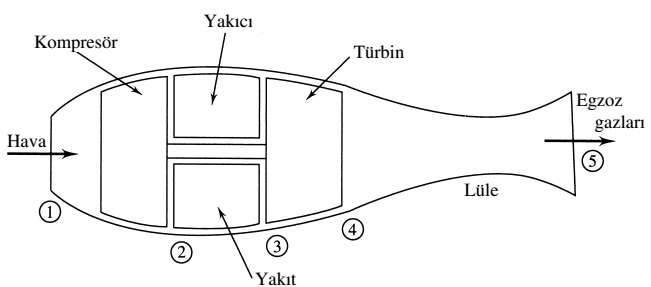 Yakıcı
Kompresör
Türbin
Egzoz
gazları
Hava
5
Lüle
1
2
3
4
Yakıt